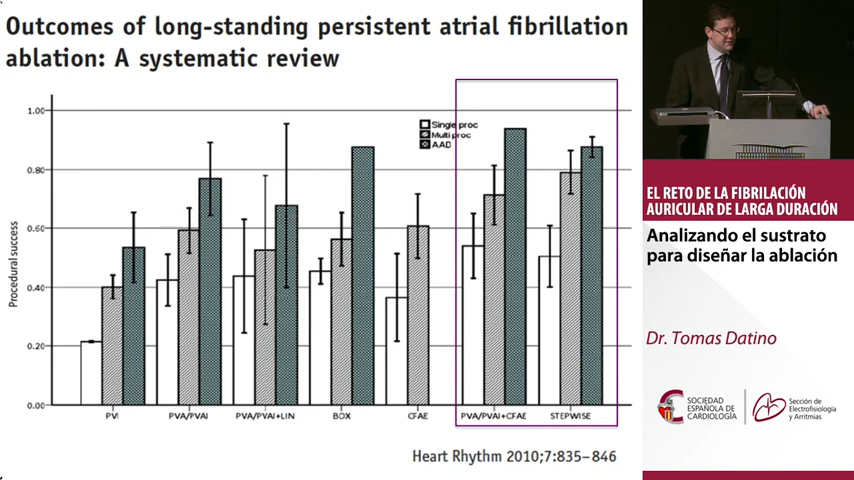 Outcomes of long-standing persistent atrial fibrillation
ablation: A systematic review
1.00
0.80
0.60
0.40
0.20
0.00
Procedural success
Single proc
Multi proc
AAD
PVI
PVA/PVAI
PVA/PVAI+LIN
BOX
CFAE
PVA/PVAI+CFAE
STEPWISE
Heart Rhythm 2010;7:835–846
EL RETO DE LA FIBRILACIÓN
AURICULAR DE LARGA DURACIÓN
Analizando el sustrato
para diseñar la ablación
Dr. Tomas Datino
SOCIEDAD
ESPAÑOLA DE
CARDIOLOGÍA
Sección de
Electrofisiología
y Arritmias